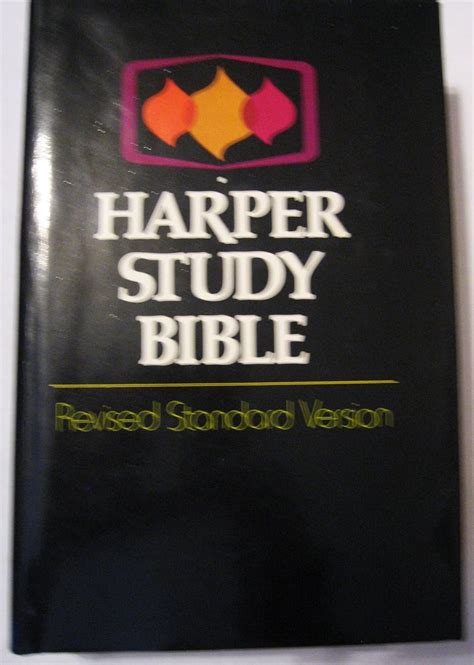 HARPER
STUDY
BIBLE
Revised Standard Version